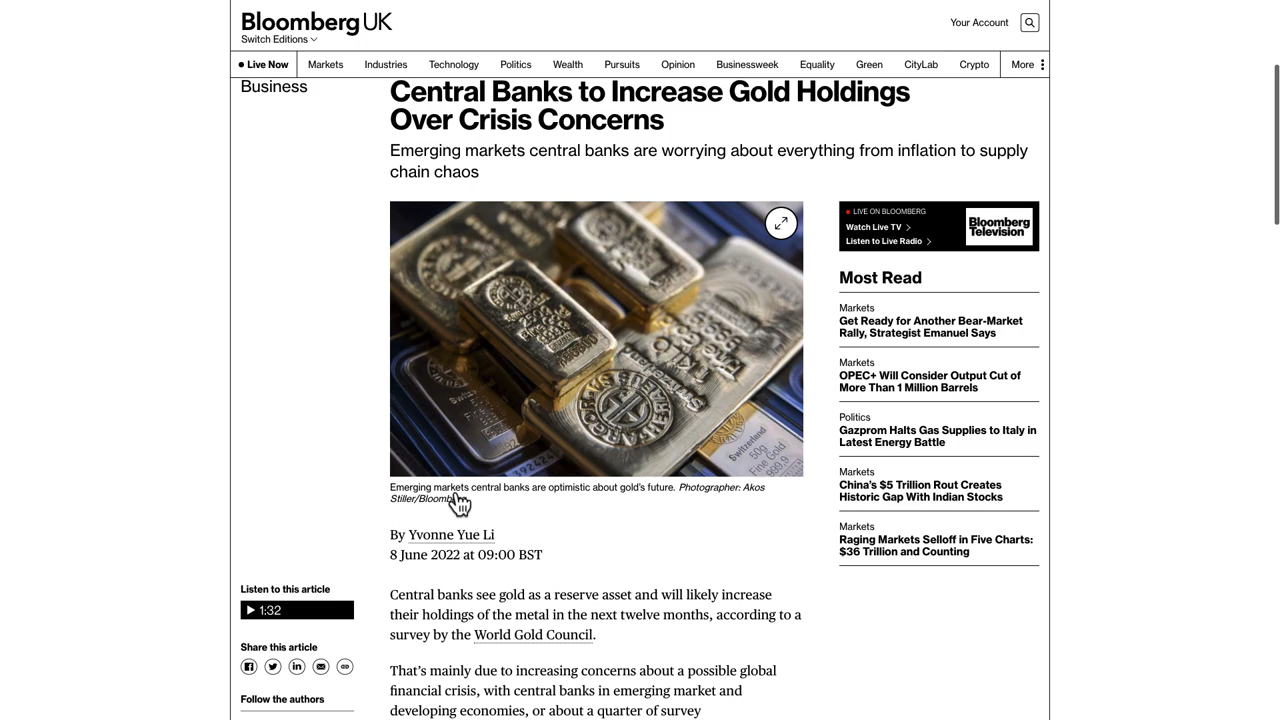 Bloomberg UK
Switch Editions
Your Account
Live Now
Markets
Industries
Technology
Politics
Wealth
Pursuits
Opinion
Businessweek
Equality
Green
CityLab
Crypto
More
Business
Central Banks to Increase Gold Holdings
Over Crisis Concerns
Emerging markets central banks are worrying about everything from inflation to supply
chain chaos
Switzerland
50g
Fine Gold
999.9
Emerging markets central banks are optimistic about gold's future. Photographer: Akos
Stiller/Bloomb
By Yvonne Yue Li
8 June 2022 at 09:00 BST
Listen to this article
1:32
Share this article
Follow the authors
Central banks see gold as a reserve asset and will likely increase
their holdings of the metal in the next twelve months, according to a
survey by the World Gold Council.
That's mainly due to increasing concerns about a possible global
financial crisis, with central banks in emerging market and
developing economies, or about a quarter of survey
LIVE ON BLOOMBERG
Watch Live TV
Listen to Live Radio
Bloomberg
Television
Most Read
Markets
Get Ready for Another Bear-Market
Rally, Strategist Emanuel Says
Markets
OPEC+ Will Consider Output Cut of
More Than 1 Million Barrels
Politics
Gazprom Halts Gas Supplies to Italy in
Latest Energy Battle
Markets
China's $5 Trillion Rout Creates
Historic Gap With Indian Stocks
Markets
Raging Markets Selloff in Five Charts:
$36 Trillion and Counting